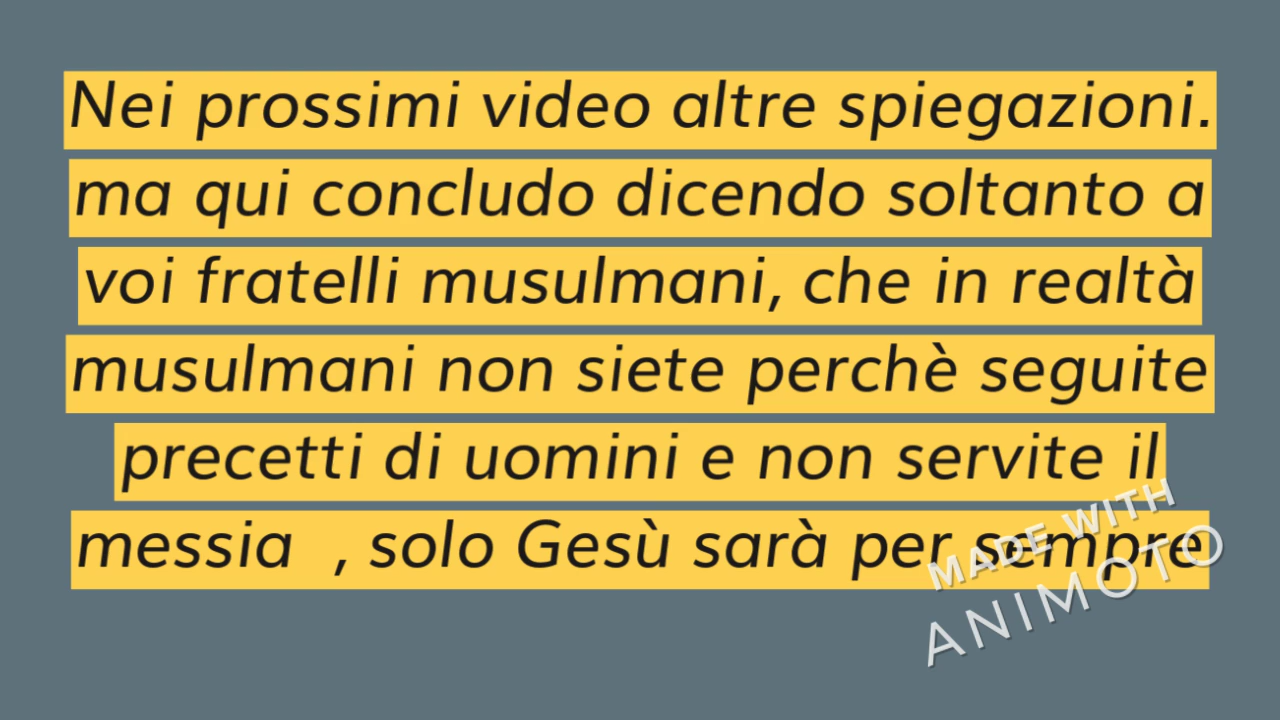 Nei prossimi video altre spiegazioni.
ma qui concludo dicendo soltanto a
voi fratelli musulmani, che in realtà
musulmani non siete perchè seguite
precetti di uomini e non servite il
messia , solo Gesù sarà per sempre
MADE WITH
ANIMOTO